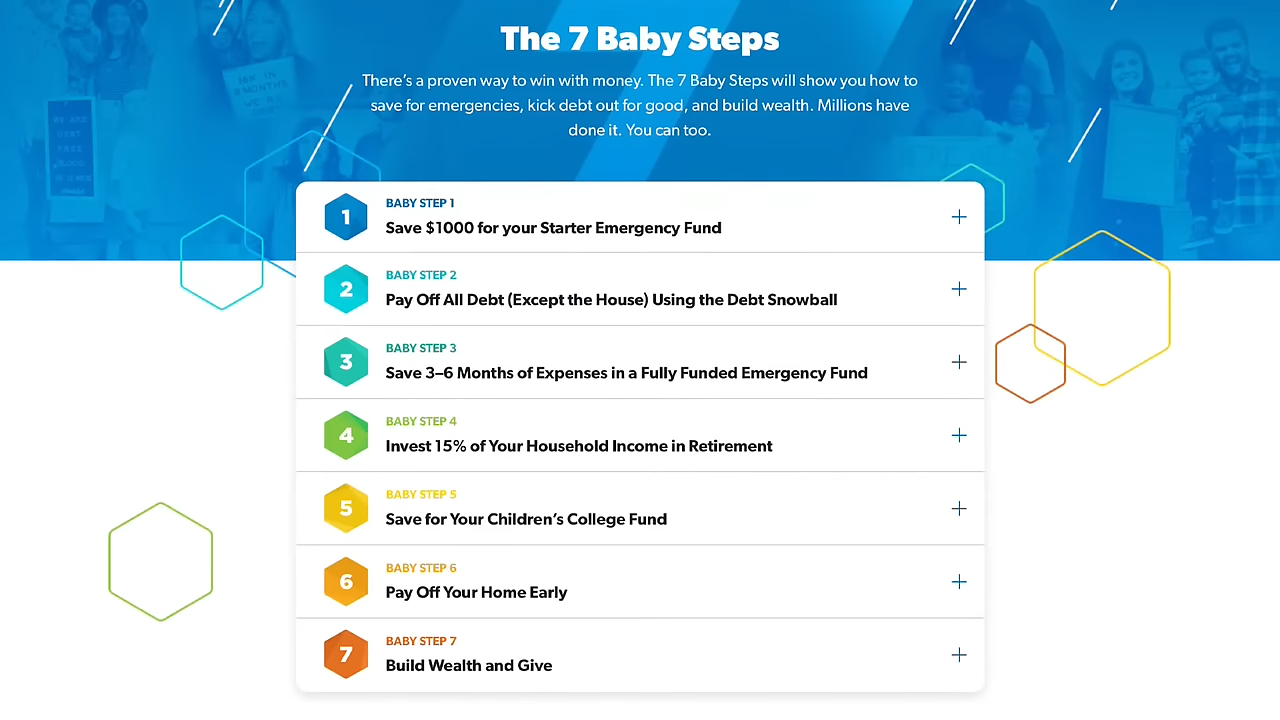 The 7 Baby Steps
There's a proven way to win with money. The 7 Baby Steps will show you how to
save for emergencies, kick debt out for good, and build wealth. Millions have
done it. You can too.
WE ARE
DEBT
FREE
1
BABY STEP 1
Save $1000 for your Starter Emergency Fund
2
BABY STEP 2
Pay Off All Debt (Except the House) Using the Debt Snowball
3
BABY STEP 3
Save 3–6 Months of Expenses in a Fully Funded Emergency Fund
4
BABY STEP 4
Invest 15% of Your Household Income in Retirement
5
BABY STEP 5
Save for Your Children's College Fund
6
BABY STEP 6
Pay Off Your Home Early
7
BABY STEP 7
Build Wealth and Give